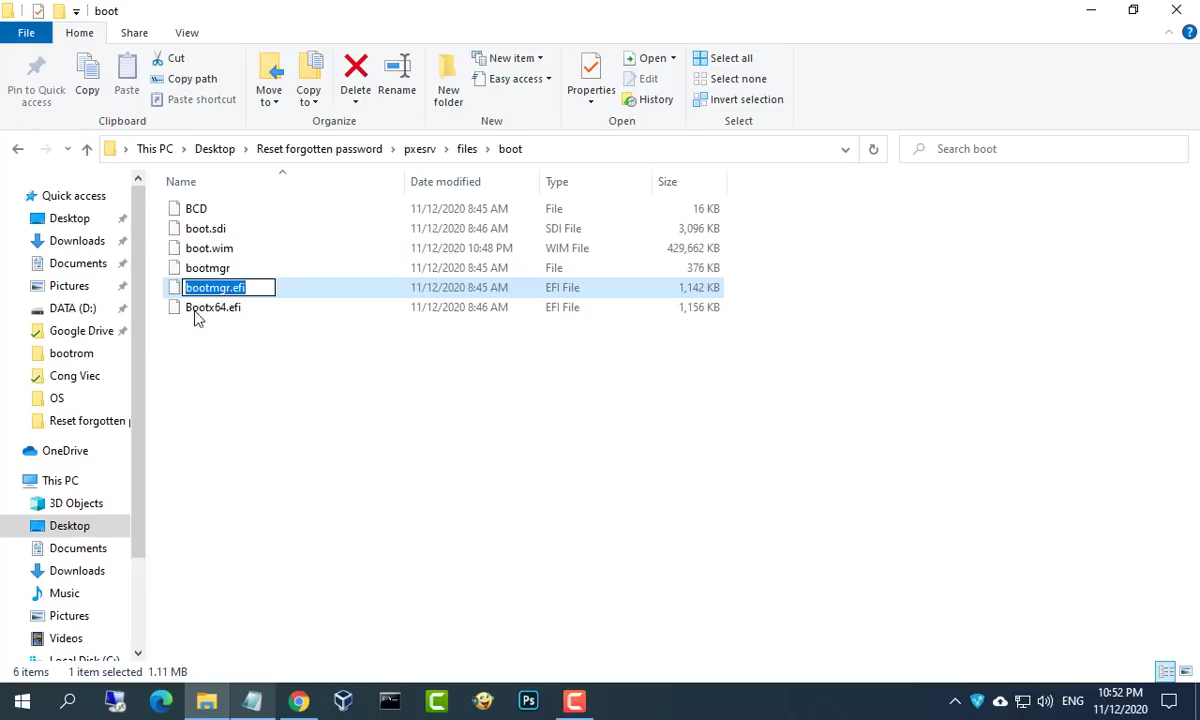 boot
File Home Share View
Pin to Quick access
Copy
Paste
Cut
Copy path
Paste shortcut
Clipboard
Move to
Copy to
Delete
Rename
Organize
New folder
New item
Easy access
New
Properties
Open
Edit
History
Open
Select all
Select none
Invert selection
Select
This PC Desktop Reset forgotten password pxesrv files boot
Search boot
Quick access
Desktop
Downloads
Documents
Pictures
DATA (D:)
Google Drive
bootrom
Cong Viec
OS
Reset forgotten p
OneDrive
This PC
3D Objects
Desktop
Documents
Downloads
Music
Pictures
Videos
Local Disk (C:)
Name Date modified Type Size
BCD 11/12/2020 8:45 AM File 16 KB
boot.sdi 11/12/2020 8:46 AM SDI File 3,096 KB
boot.wim 11/12/2020 10:48 PM WIM File 429,662 KB
bootmgr 11/12/2020 8:45 AM File 376 KB
bootmgr.efi 11/12/2020 8:45 AM EFI File 1,142 KB
Bootx64.efi 11/12/2020 8:46 AM EFI File 1,156 KB
6 items 1 item selected 1.11 MB
Ps
ENG
10:52 PM
11/12/2020